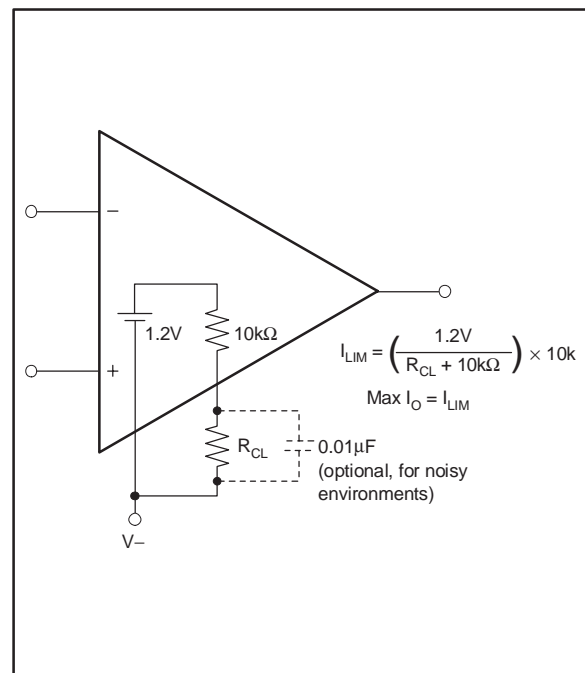 −
+
1.2V
10kΩ
I_LIM = ( 1.2V / R_CL + 10kΩ ) × 10k
Max I_O = I_LIM
R_CL
0.01μF
(optional, for noisy
environments)
V−